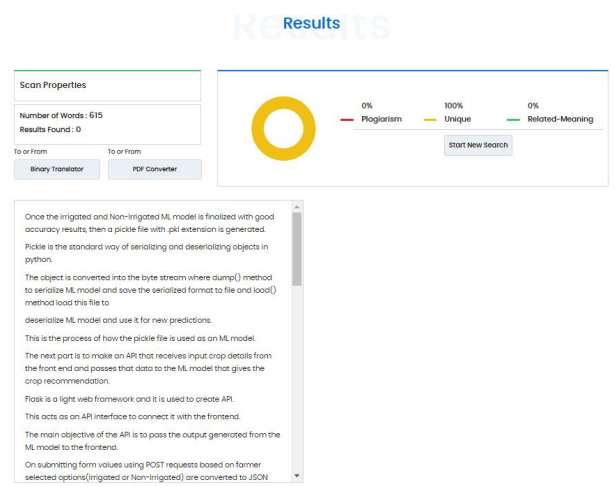 Results
Results
Scan Properties
Number of Words : 615
Results Found : 0
To or From
To or From
Binary Translator
PDF Converter
0%
100%
0%
Plagiarism
Unique
Related-Meaning
Start New Search
Once the irrigated and Non-Irrigated ML model is finalized with good
accuracy results, then a pickle file with .pkl extension is generated.
Pickle is the standard way of serializing and deserializing objects in
python.
The object is converted into the byte stream where dump() method
to serialize ML model and save the serialized format to file and load()
method load this file to
deserialize ML model and use it for new predictions.
This is the process of how the pickle file is used as an ML model.
The next part is to make an API that receives input crop details from
the front end and passes that data to the ML model that gives the
crop recommendation.
Flask is a light web framework and it is used to create API.
This acts as an API interface to connect it with the frontend.
The main objective of the API is to pass the output generated from the
ML model to the frontend.
On submitting form values using POST requests based on farmer
selected options(Irrigated or Non-Irrigated) are converted to JSON